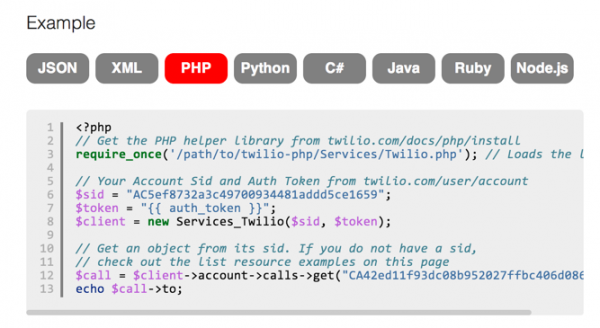 Example
JSON XML PHP Python C# Java Ruby Node.js
1 <?php
2 // Get the PHP helper library from twilio.com/docs/php/install
3 require_once('/path/to/twilio-php/Services/Twilio.php'); // Loads the
4
5 // Your Account Sid and Auth Token from twilio.com/user/account
6 $sid = "AC5ef8732a3c49700934481addd5ce1659";
7 $token = "{{ auth_token }}";
8 $client = new Services_Twilio($sid, $token);
9
10 // Get an object from its sid. If you do not have a sid,
11 // check out the list resource examples on this page
12 $call = $client->account->calls->get("CA42ed11f93dc08b952027ffbc406d086
13 echo $call->to;